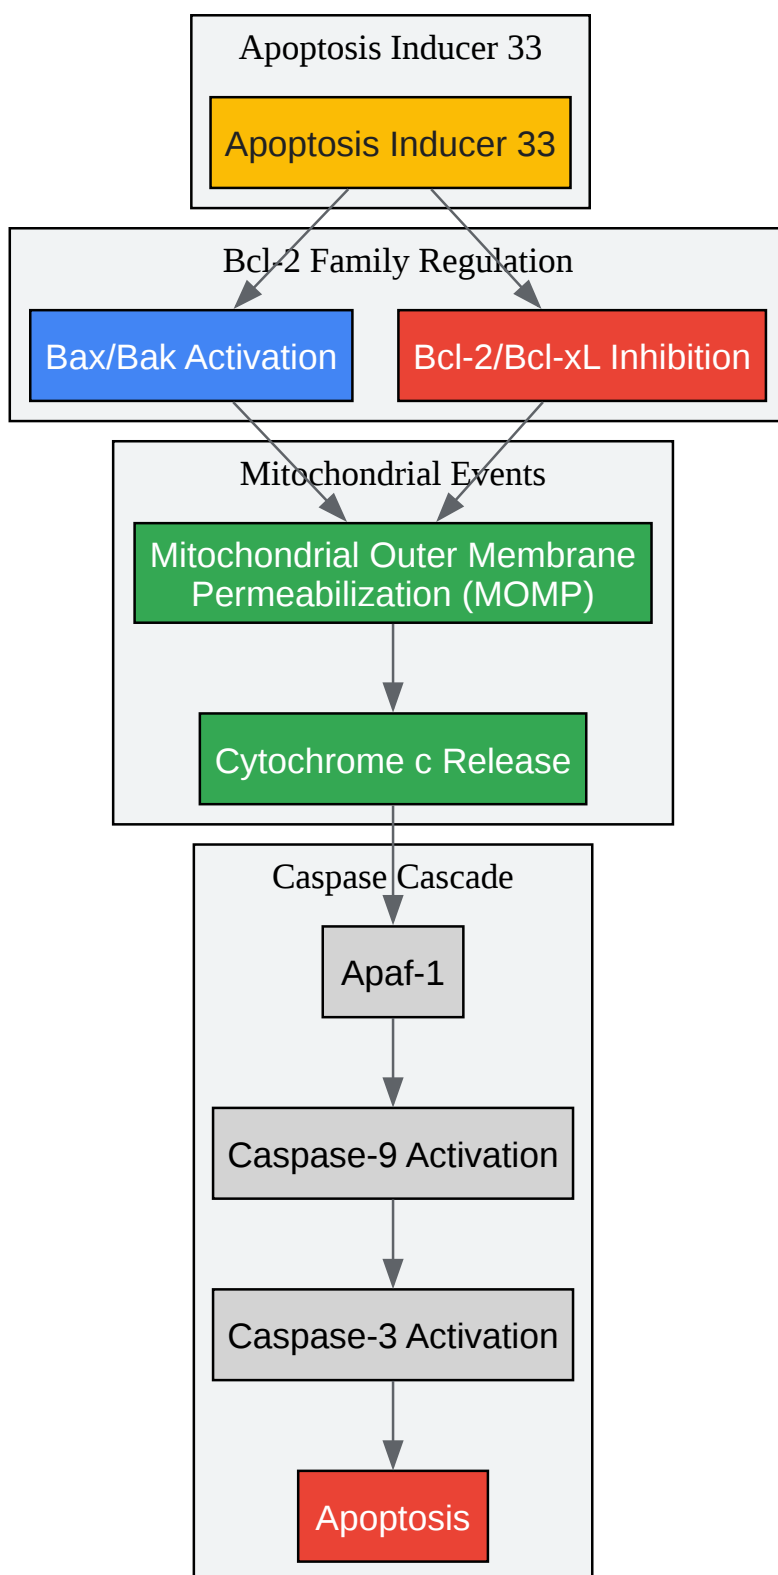 Apoptosis Inducer 33
Apoptosis Inducer 33
Bcl-2 Family Regulation
Bax/Bak Activation
Bcl-2/Bcl-xL Inhibition
Mitochondrial Events
Mitochondrial Outer Membrane
Permeabilization (MOMP)
Cytochrome c Release
Caspase Cascade
Apaf-1
Caspase-9 Activation
Caspase-3 Activation
Apoptosis